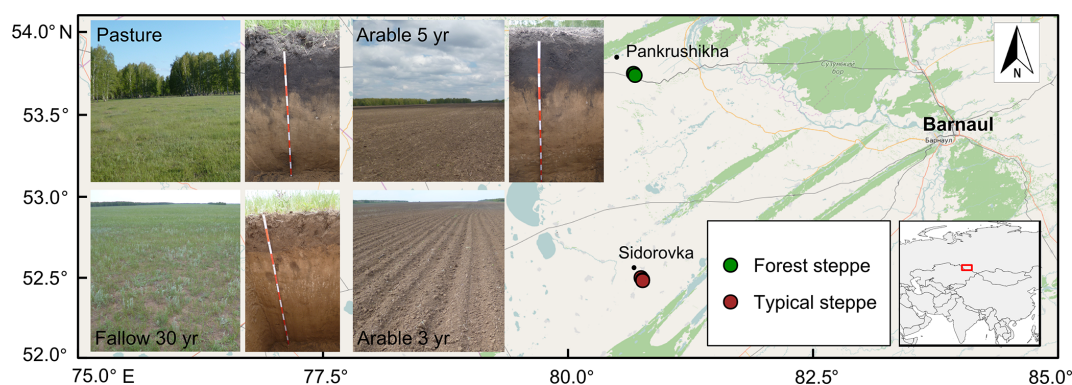 54.0° N
53.5°
53.0°
52.5°
52.0°
75.0° E
77.5°
80.0°
82.5°
85.0°
Pasture
Arable 5 yr
Fallow 30 yr
Arable 3 yr
Pankrushikha
Сузунский
бор
Barnaul
Барнаул
Sidorovka
Forest steppe
Typical steppe
N